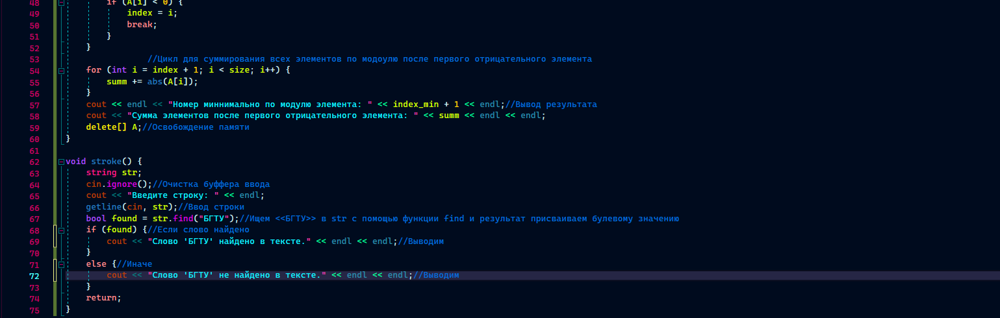 48 if (A[i] < 0) {
49 index = i;
50 break;
51 }
52 }
53 //Цикл для суммирования всех элементов по модоулю после первого отрицательного элемента
54 for (int i = index + 1; i < size; i++) {
55 summ += abs(A[i]);
56 }
57 cout << endl << "Номер миннимально по модулю элемента: " << index_min + 1 << endl;//Вывод результата
58 cout << "Сумма элементов после первого отрицательного элемента: " << summ << endl << endl;
59 delete[] A;//Освобождение памяти
60 }
61
62 void stroke() {
63 string str;
64 cin.ignore();//Очистка буффера ввода
65 cout << "Введите строку: " << endl;
66 getline(cin, str);//Ввод строки
67 bool found = str.find("БГТУ");//Ищем <<БГТУ>> в str с помощью функции find и результат присваиваем булевому значению
68 if (found) {//Если слово найдено
69 cout << "Слово 'БГТУ' найдено в тексте." << endl << endl;//Выводим
70 }
71 else {//Иначе
72 cout << "Слово 'БГТУ' не найдено в тексте." << endl << endl;//Выводим
73 }
74 return;
75 }